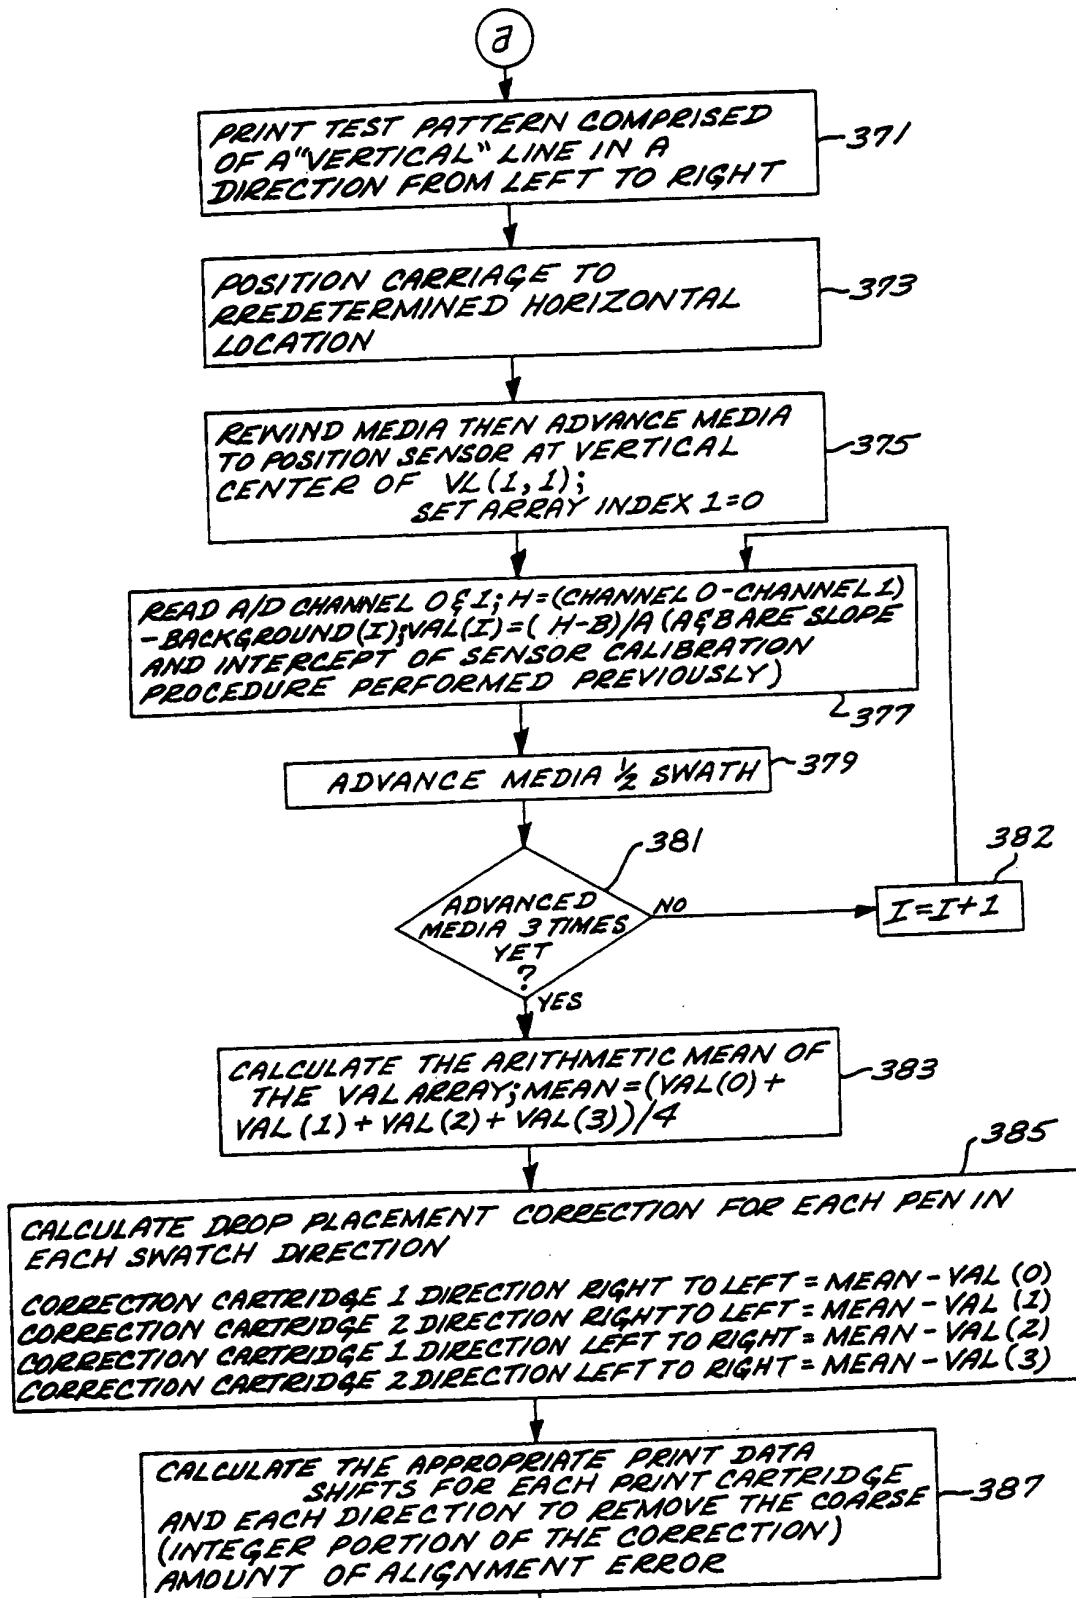 a
PRINT TEST PATTERN COMPRISED
OF A "VERTICAL" LINE IN A
DIRECTION FROM LEFT TO RIGHT
371
POSITION CARRIAGE TO
RREDETERMINED HORIZONTAL
LOCATION
373
REWIND MEDIA THEN ADVANCE MEDIA
TO POSITION SENSOR AT VERTICAL
CENTER OF VL(1,1);
SET ARRAY INDEX 1=0
375
READ A/D CHANNEL 0 & 1; H=(CHANNEL 0-CHANNEL 1)
-BACKGROUND(I); VAL(I)=(H-B)/A (A & B ARE SLOPE
AND INTERCEPT OF SENSOR CALIBRATION
PROCEDURE PERFORMED PREVIOUSLY)
377
ADVANCE MEDIA 1/2 SWATH
379
381
ADVANCED
MEDIA 3 TIMES
YET
?
NO
382
I=I+1
YES
CALCULATE THE ARITHMETIC MEAN OF
THE VAL ARRAY; MEAN=(VAL(0)+
VAL(1)+VAL(2)+VAL(3))/4
383
385
CALCULATE DROP PLACEMENT CORRECTION FOR EACH PEN IN
EACH SWATCH DIRECTION
CORRECTION CARTRIDGE 1 DIRECTION RIGHT TO LEFT=MEAN-VAL(0)
CORRECTION CARTRIDGE 2 DIRECTION RIGHT TO LEFT=MEAN-VAL(1)
CORRECTION CARTRIDGE 1 DIRECTION LEFT TO RIGHT=MEAN-VAL(2)
CORRECTION CARTRIDGE 2 DIRECTION LEFT TO RIGHT=MEAN-VAL(3)
CALCULATE THE APPROPRIATE PRINT DATA
SHIFTS FOR EACH PRINT CARTRIDGE
AND EACH DIRECTION TO REMOVE THE COARSE
(INTEGER PORTION OF THE CORRECTION)
AMOUNT OF ALIGNMENT ERROR
387